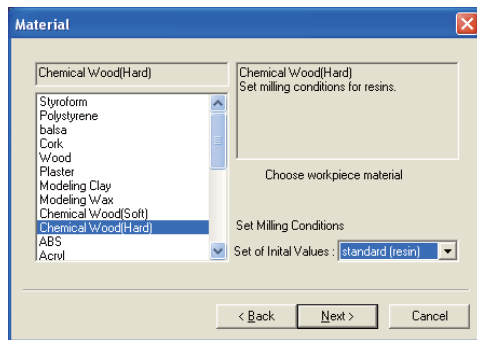 Material
Chemical Wood(Hard)
Styroform
Polystyrene
balsa
Cork
Wood
Plaster
Modeling Clay
Modeling Wax
Chemical Wood(Soft)
Chemical Wood(Hard)
ABS
Acryl
Chemical Wood(Hard)
Set milling conditions for resins.
Choose workpiece material
Set Milling Conditions
Set of Inital Values : standard (resin)
< Back
Next >
Cancel